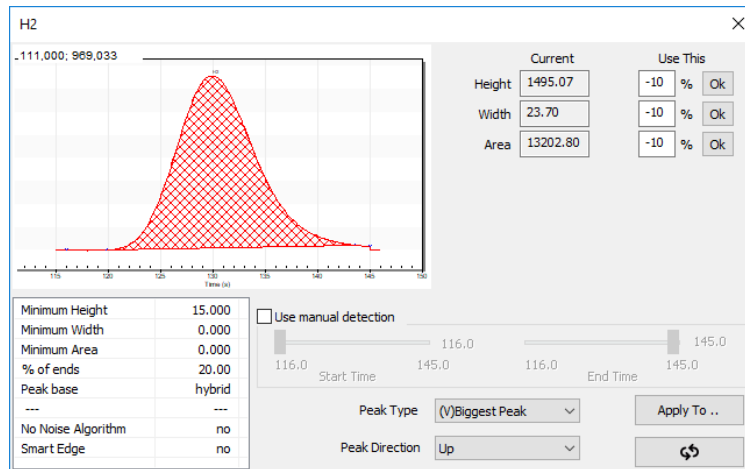 H2
111,000; 969,033
H2
115 120 125 130 135 140 145 150
Time (s)
Current Use This
Height 1495.07 -10 % Ok
Width 23.70 -10 % Ok
Area 13202.80 -10 % Ok
Minimum Height 15.000
Minimum Width 0.000
Minimum Area 0.000
% of ends 20.00
Peak base hybrid
--- ---
No Noise Algorithm no
Smart Edge no
Use manual detection
116.0 145.0
116.0 145.0 116.0 145.0
Start Time End Time
Peak Type (V)Biggest Peak Apply To ..
Peak Direction Up